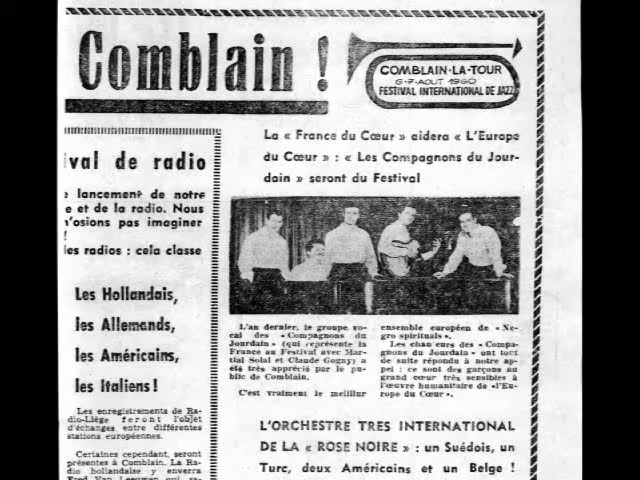 Comblain !
COMBLAIN-LA-TOUR
6-7-AOUT 1960
FESTIVAL INTERNATIONAL DE JAZZ
ival de radio
lancement de notre
e et de la radio. Nous
n'osions pas imaginer
!
les radios : cela classe
Les Hollandais,
les Allemands,
les Américains,
les Italiens !
Les enregistrements de Ra-
dio-Liège feront l'objet
d'échanges entre différentes
stations européennes.
Certaines cependant, seront
présentes à Comblain. La Ra-
dio hollandaise y enverra
Fred Van Leeuwen qui
La « France du Cœur » aidera « L'Europe
du Cœur » : « Les Compagnons du Jour-
dain » seront du Festival
L'an dernier, le groupe vo-
cal des « Compagnons du
Jourdain » (qui représente la
France au Festival avec Mar-
tial Solal et Claude Gogny) a
été très apprécié par le pu-
blic de Comblain.
C'est vraiment le meilleur
ensemble européen de « Ne-
gro spirituals ».
Les chanteurs des « Compa-
gnons du Jourdain » ont tout
de suite répondu à notre ap-
pel : ce sont des garçons au
grand cœur très sensibles à
l'œuvre humanitaire de «l'Eu-
rope du Cœur ».
L'ORCHESTRE TRES INTERNATIONAL
DE LA « ROSE NOIRE » : un Suédois, un
Turc, deux Américains et un Belge !